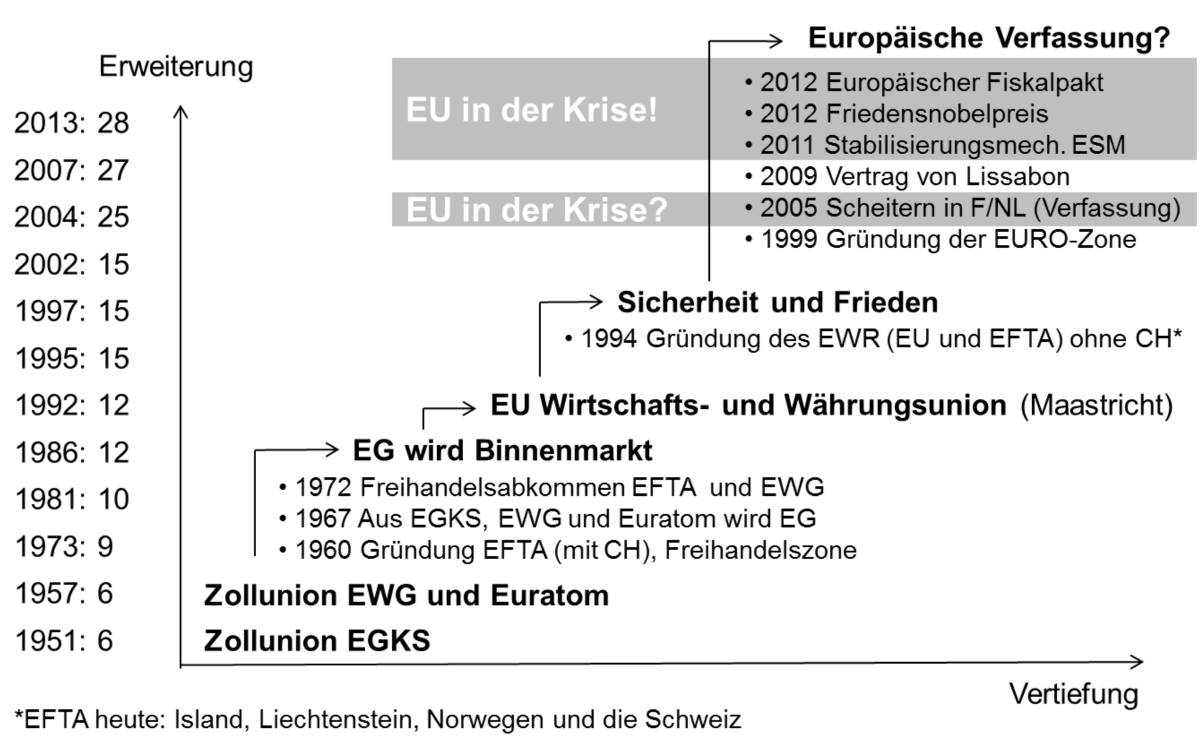 Europäische Verfassung?
Erweiterung
EU in der Krise!
• 2012 Europäischer Fiskalpakt
• 2012 Friedensnobelpreis
• 2011 Stabilisierungsmech. ESM
• 2009 Vertrag von Lissabon
EU in der Krise?
• 2005 Scheitern in F/NL (Verfassung)
• 1999 Gründung der EURO-Zone
2013: 28
2007: 27
2004: 25
2002: 15
1997: 15
1995: 15
1992: 12
1986: 12
1981: 10
1973: 9
1957: 6
1951: 6
Sicherheit und Frieden
• 1994 Gründung des EWR (EU und EFTA) ohne CH*
EU Wirtschafts- und Währungsunion (Maastricht)
EG wird Binnenmarkt
• 1972 Freihandelsabkommen EFTA und EWG
• 1967 Aus EGKS, EWG und Euratom wird EG
• 1960 Gründung EFTA (mit CH), Freihandelszone
Zollunion EWG und Euratom
Zollunion EGKS
Vertiefung
*EFTA heute: Island, Liechtenstein, Norwegen und die Schweiz